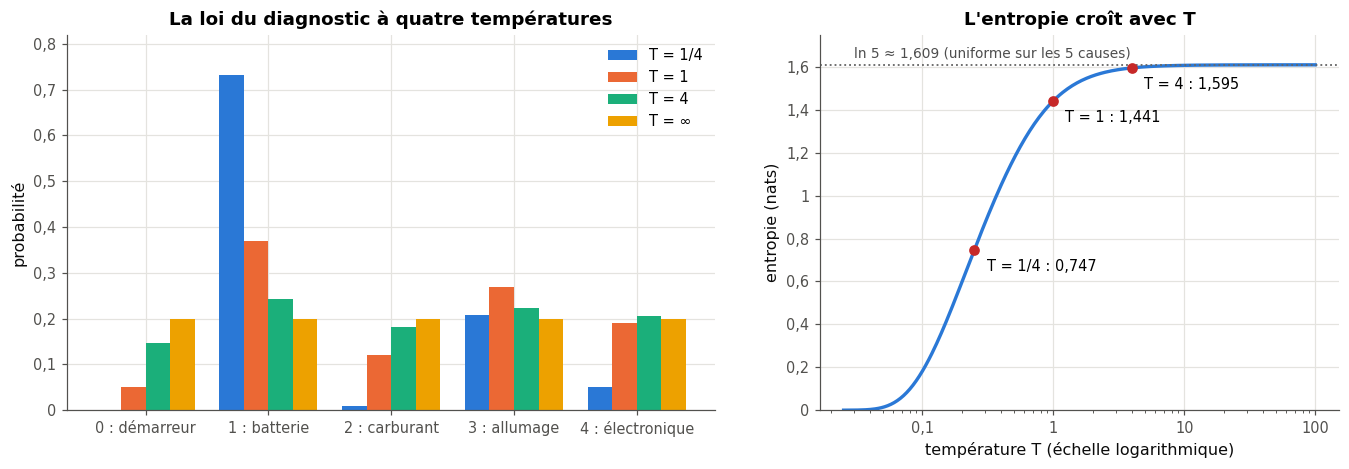 La loi du diagnostic à quatre températures
probabilité
0,8
0,7
0,6
0,5
0,4
0,3
0,2
0,1
0
T = 1/4
T = 1
T = 4
T = ∞
0 : démarreur
1 : batterie
2 : carburant
3 : allumage
4 : électronique
L'entropie croît avec T
entropie (nats)
1,6
1,4
1,2
1
0,8
0,6
0,4
0,2
0
ln 5 ≈ 1,609 (uniforme sur les 5 causes)
T = 4 : 1,595
T = 1 : 1,441
T = 1/4 : 0,747
0,1
1
10
100
température T (échelle logarithmique)